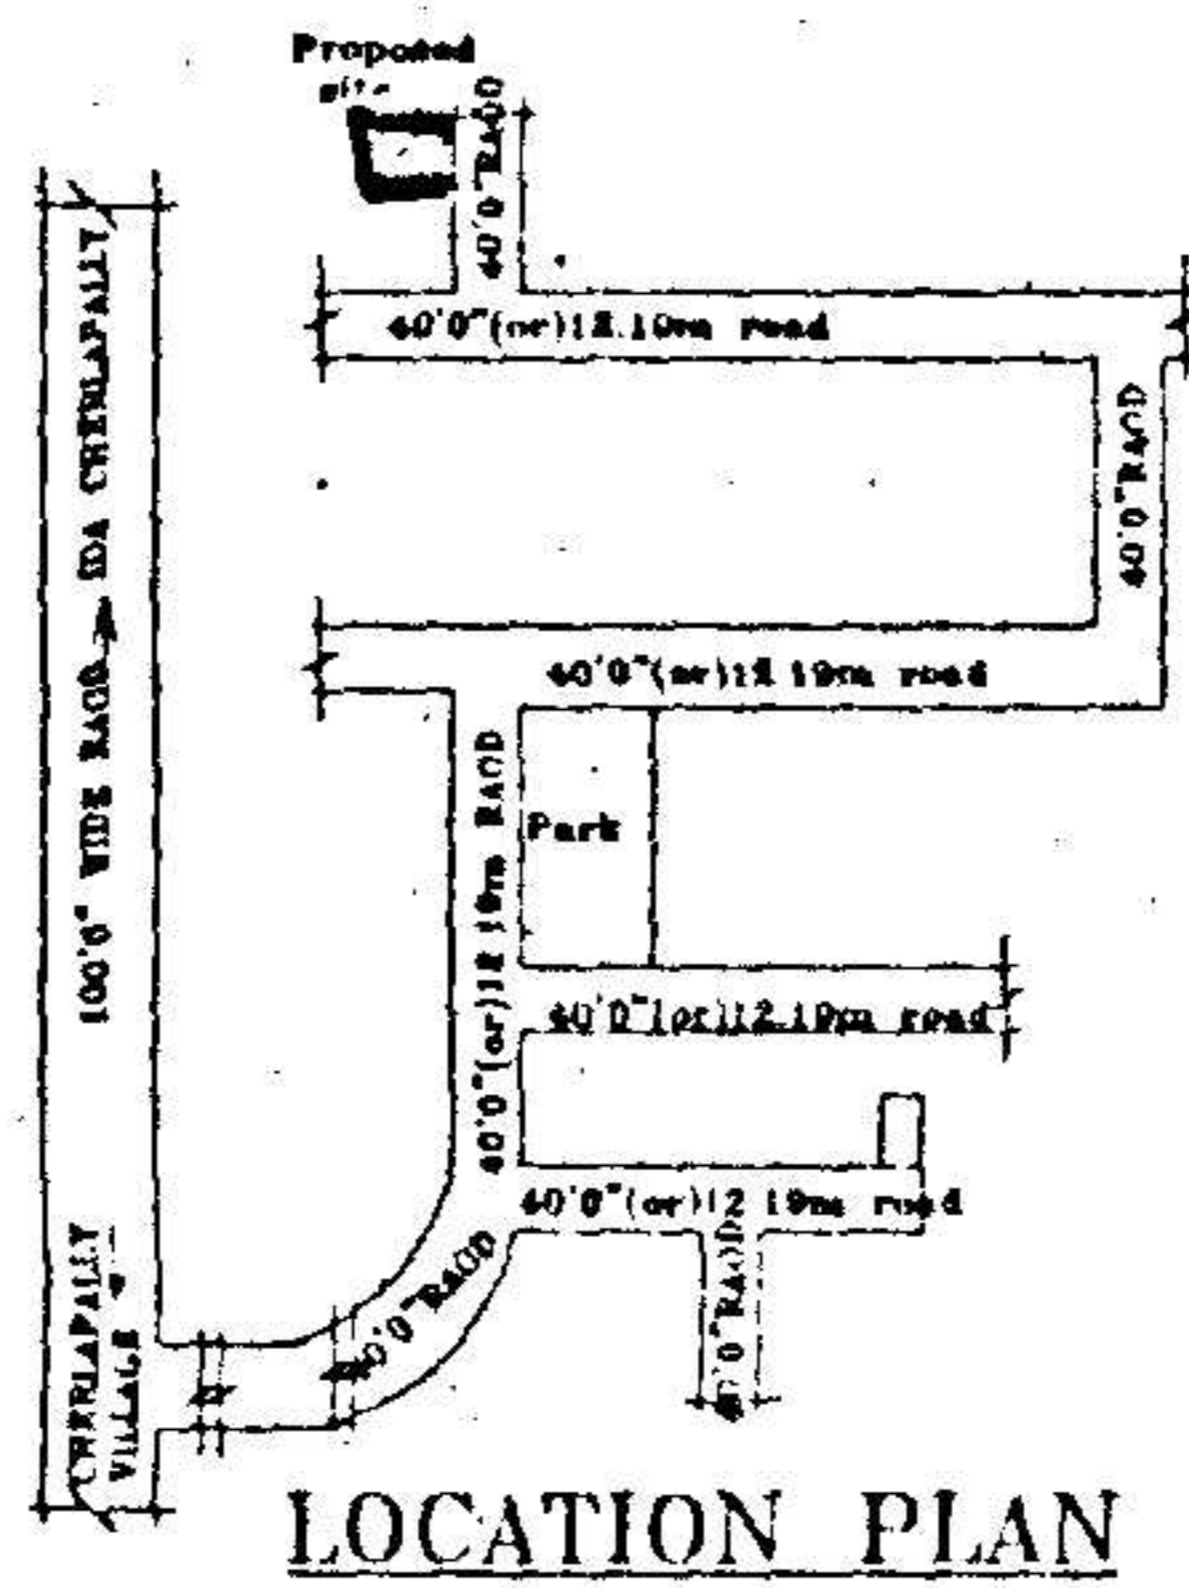 Proposed
site
40'0" RAOD
40'0"(or)12.19m road
40'0" RAOD
100'0" WIDE RAOD
IDA CHERLAPALLY
40'0"(or)12.19m road
40'0"(or)12.19m RAOD
Park
40'0"(or)12.19m road
40'0"(or)12.19m road
40'0" RAOD
40'0" RAOD
CHERLAPALLY
VILLAGE
LOCATION PLAN